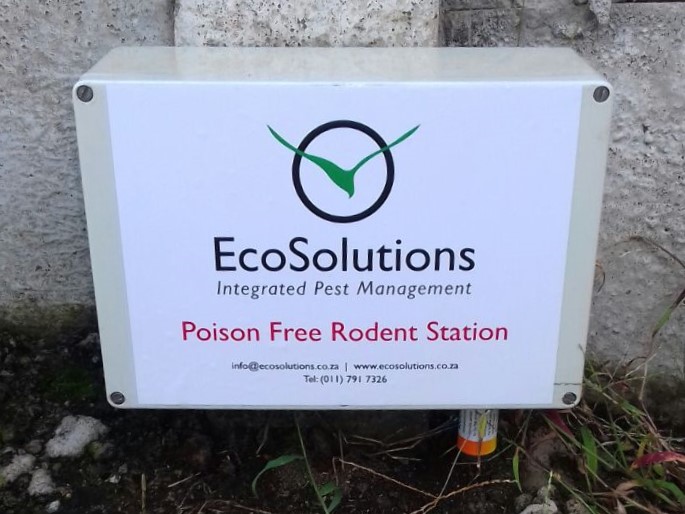 EcoSolutions
Integrated Pest Management
Poison Free Rodent Station
info@ecosolutions.co.za | www.ecosolutions.co.za
Tel: (011) 791 7326